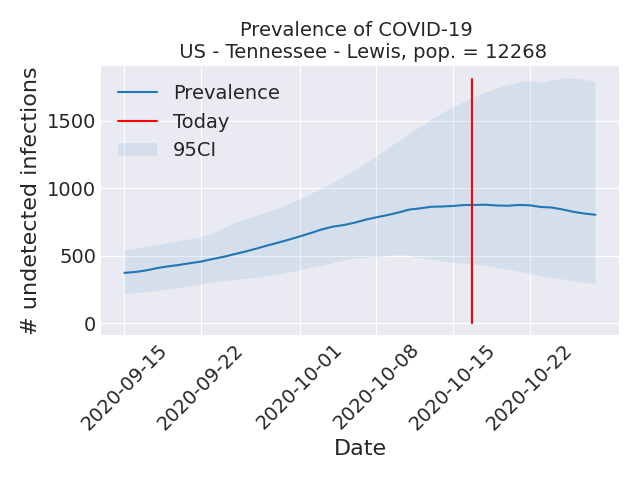 Prevalence of COVID-19
US - Tennessee - Lewis, pop. = 12268
# undetected infections
1500
1000
500
0
Prevalence
Today
95CI
2020-09-15
2020-09-22
2020-10-01
2020-10-08
2020-10-15
2020-10-22
Date